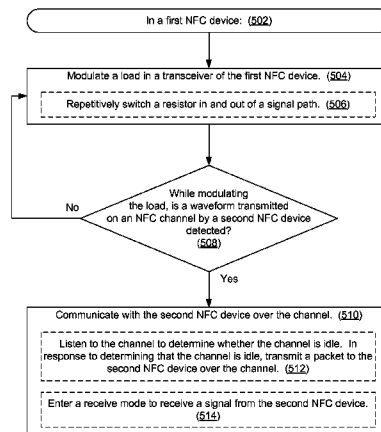 In a first NFC device: (502)
Modulate a load in a transceiver of the first NFC device. (504)
Repetitively switch a resistor in and out of a signal path. (506)
While modulating
the load, is a waveform transmitted
on an NFC channel by a second NFC device
detected?
(508)
No
Yes
Communicate with the second NFC device over the channel. (510)
Listen to the channel to determine whether the channel is idle. In
response to determining that the channel is idle, transmit a packet to the
second NFC device over the channel. (512)
Enter a receive mode to receive a signal from the second NFC device.
(514)